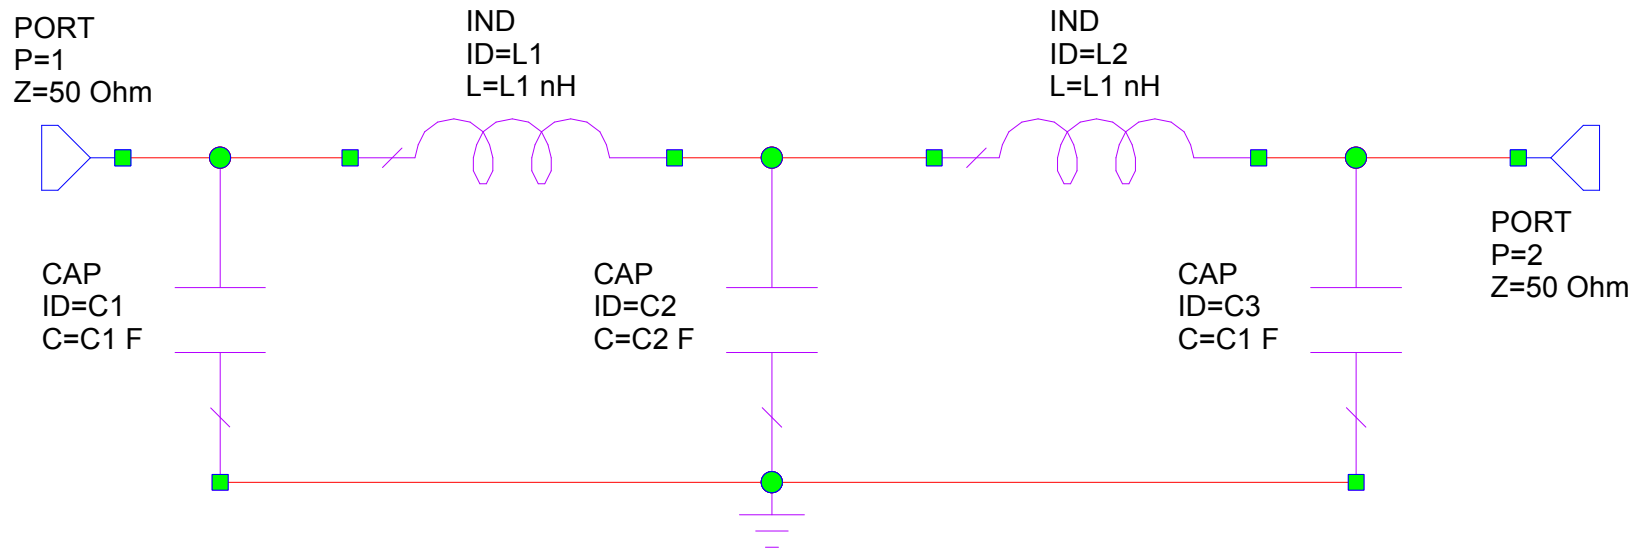 PORT
P=1
Z=50 Ohm
IND
ID=L1
L=L1 nH
IND
ID=L2
L=L1 nH
CAP
ID=C1
C=C1 F
CAP
ID=C2
C=C2 F
CAP
ID=C3
C=C1 F
PORT
P=2
Z=50 Ohm